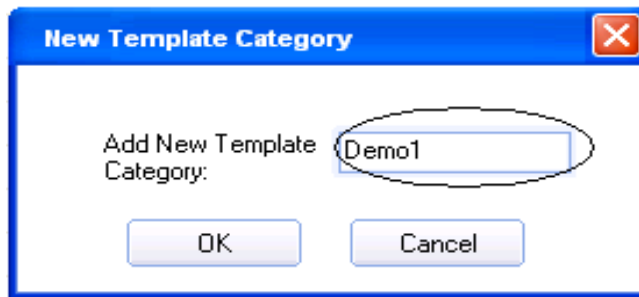 New Template Category
Add New Template
Category:
Demo1
OK
Cancel